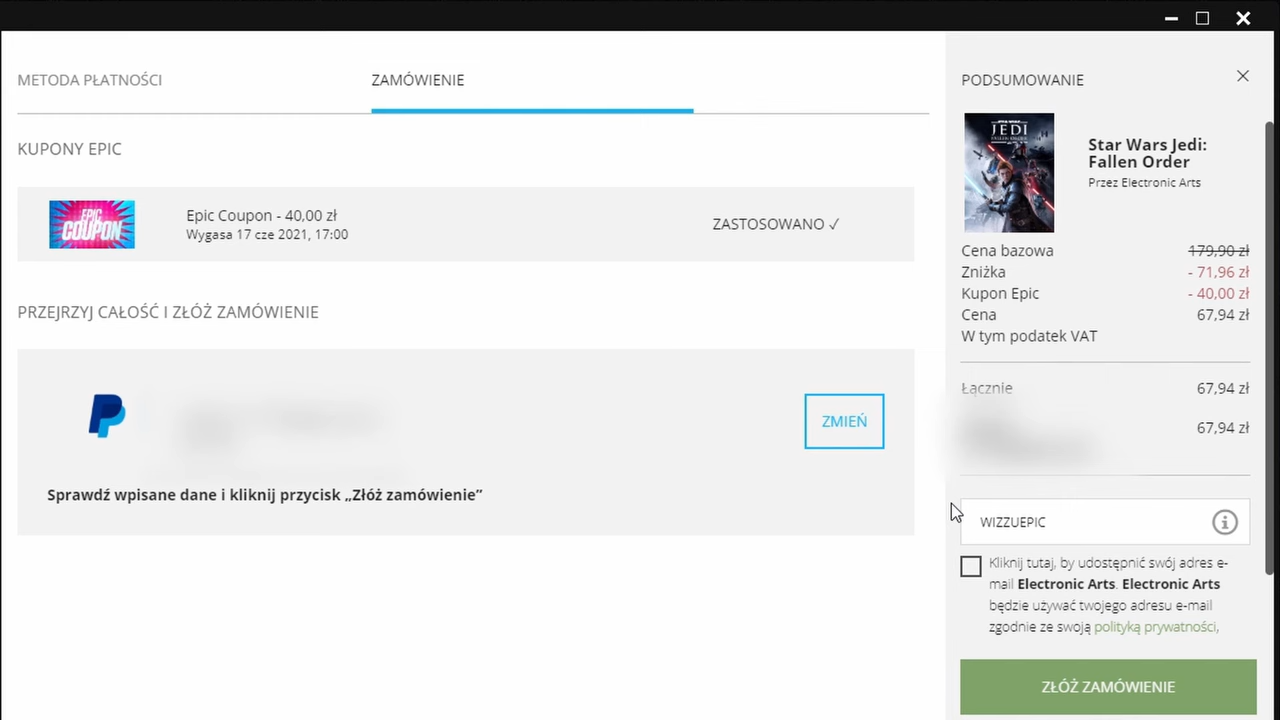 METODA PŁATNOŚCI
ZAMÓWIENIE
KUPONY EPIC
EPIC
COUPON
Epic Coupon - 40,00 zł
Wygasa 17 cze 2021, 17:00
ZASTOSOWANO ✓
PRZEJRZYJ CAŁOŚĆ I ZŁÓŻ ZAMÓWIENIE
ZMIEŃ
Sprawdź wpisane dane i kliknij przycisk „Złóż zamówienie”
PODSUMOWANIE
JEDI
Star Wars Jedi:
Fallen Order
Przez Electronic Arts
Cena bazowa 179,90 zł
Zniżka - 71,96 zł
Kupon Epic - 40,00 zł
Cena 67,94 zł
W tym podatek VAT
Łącznie 67,94 zł
67,94 zł
WIZZUEPIC
Kliknij tutaj, by udostępnić swój adres e-
mail Electronic Arts. Electronic Arts
będzie używać twojego adresu e-mail
zgodnie ze swoją polityką prywatności,
ZŁÓŻ ZAMÓWIENIE